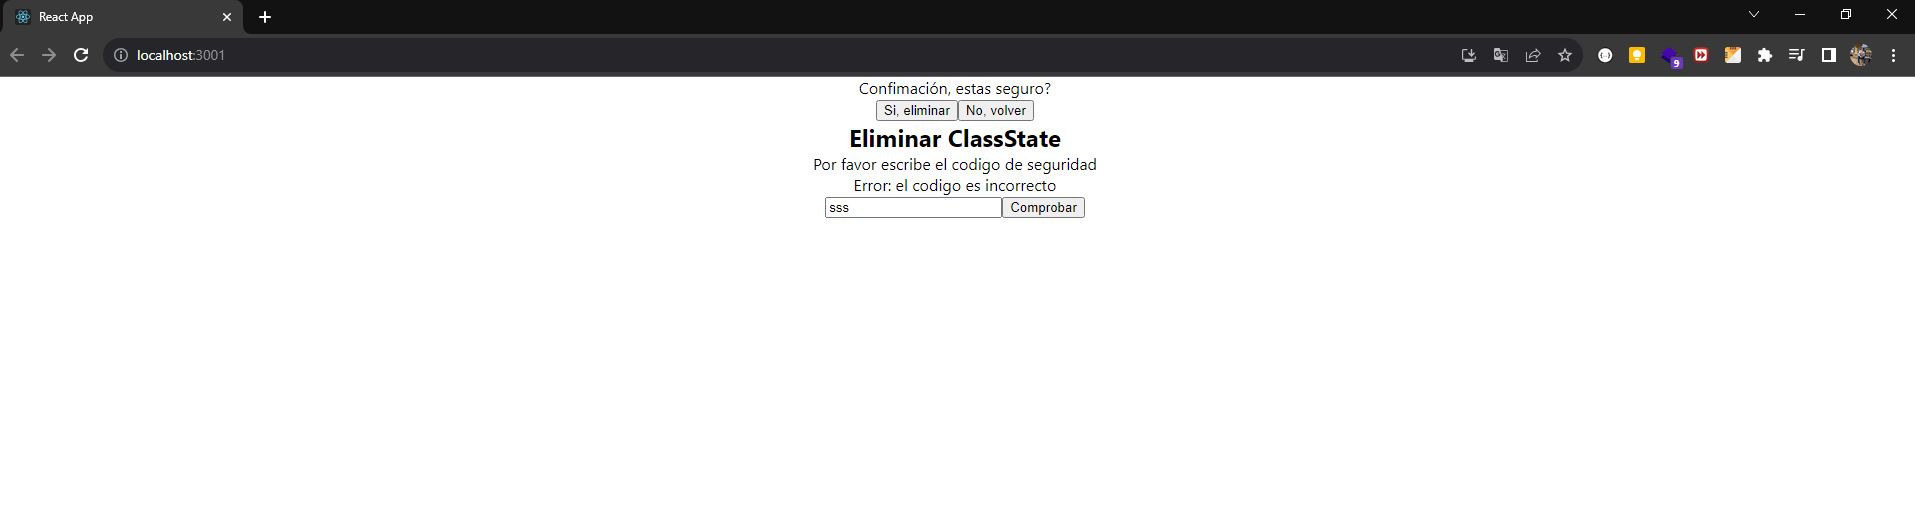 React App
localhost:3001
9
Confimación, estas seguro?
Si, eliminar No, volver
Eliminar ClassState
Por favor escribe el codigo de seguridad
Error: el codigo es incorrecto
sss Comprobar